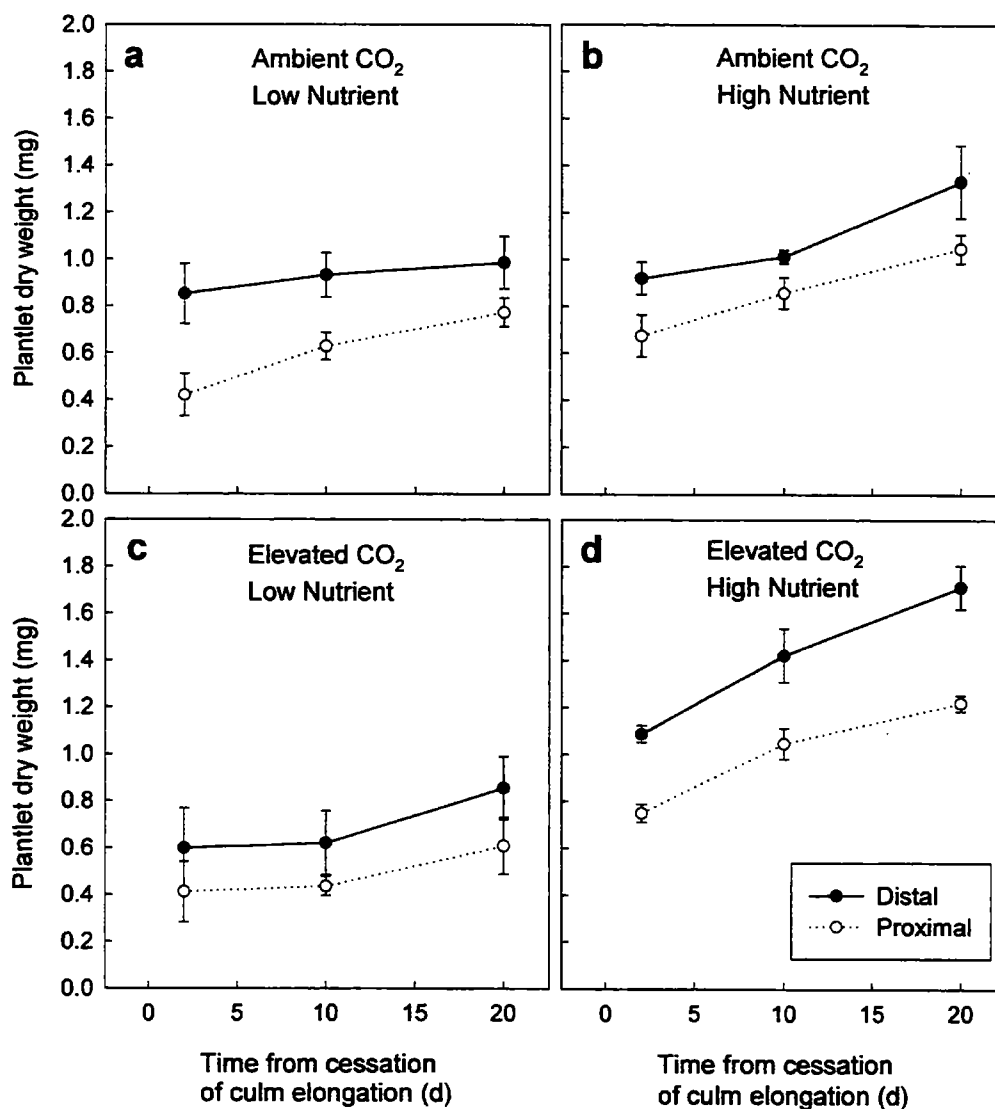 a
Ambient CO₂
Low Nutrient
b
Ambient CO₂
High Nutrient
Plantlet dry weight (mg)
2.0
1.8
1.6
1.4
1.2
1.0
0.8
0.6
0.4
0.2
0.0
c
Elevated CO₂
Low Nutrient
d
Elevated CO₂
High Nutrient
Plantlet dry weight (mg)
2.0
1.8
1.6
1.4
1.2
1.0
0.8
0.6
0.4
0.2
0.0
Distal
Proximal
0 5 10 15 20
0 5 10 15 20
Time from cessation
of culm elongation (d)
Time from cessation
of culm elongation (d)